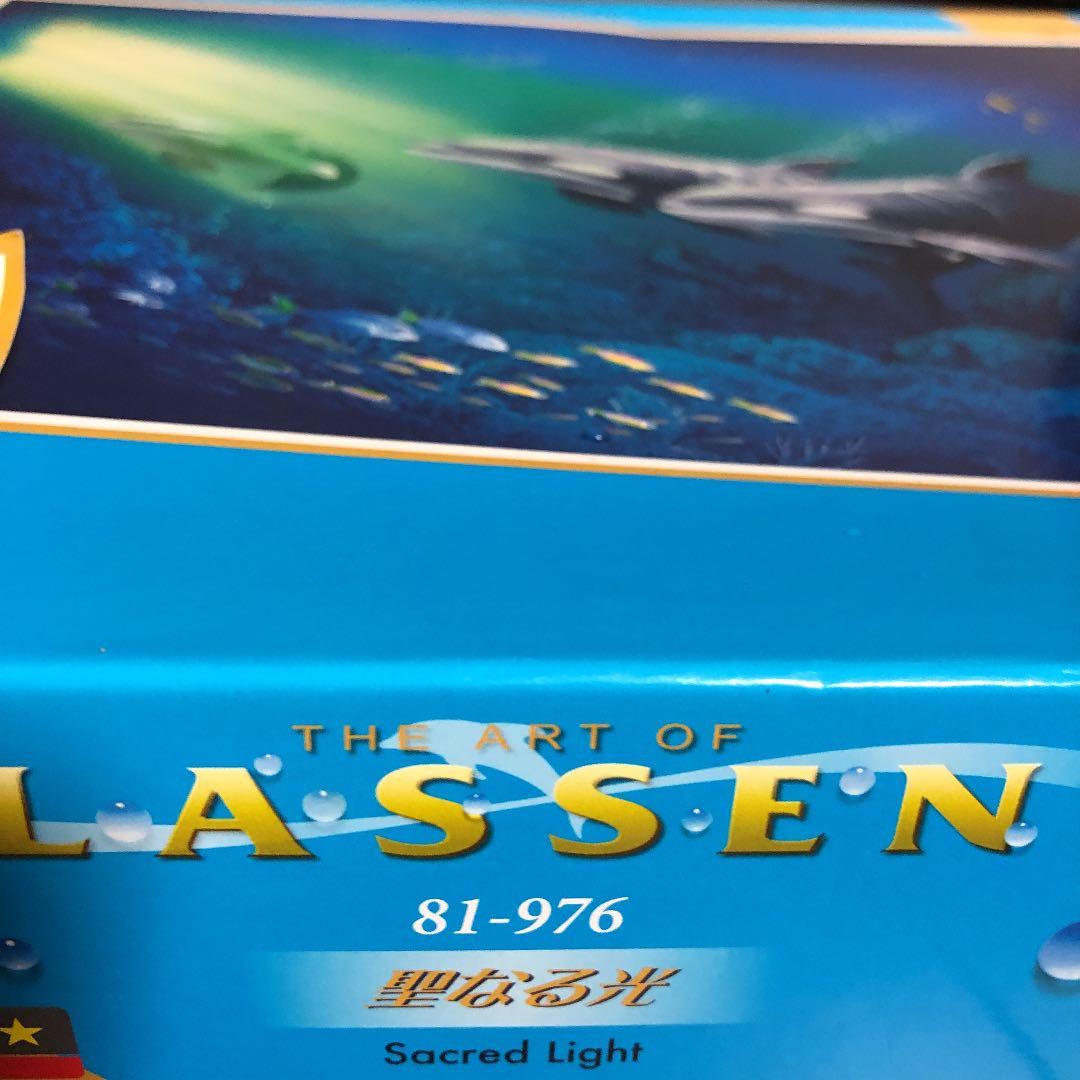 THE ART OF
LASSEN
81-976
聖なる光
Sacred Light